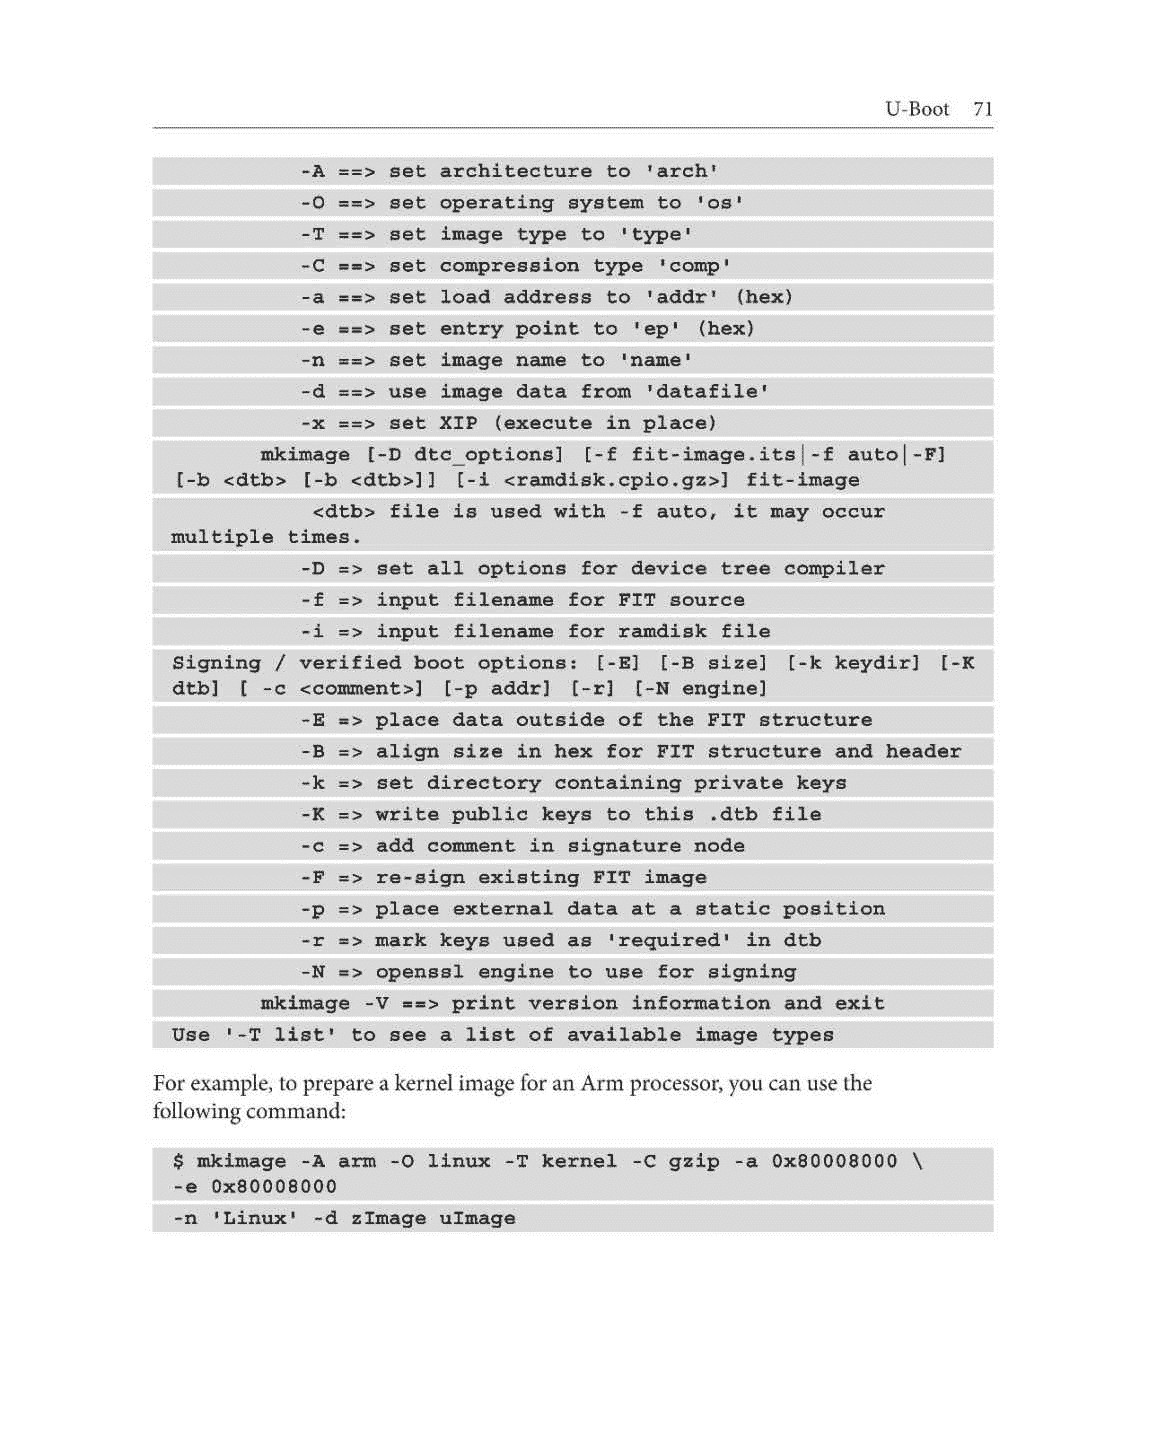 U-Boot 71
-A ==> set architecture to 'arch'
-O ==> set operating system to 'os'
-T ==> set image type to 'type'
-C ==> set compression type 'comp'
-a ==> set load address to 'addr' (hex)
-e ==> set entry point to 'ep' (hex)
-n ==> set image name to 'name'
-d ==> use image data from 'datafile'
-x ==> set XIP (execute in place)
mkimage [-D dtc_options] [-f fit-image.its|-f auto|-F]
[-b <dtb> [-b <dtb>]] [-i <ramdisk.cpio.gz>] fit-image
<dtb> file is used with -f auto, it may occur
multiple times.
-D => set all options for device tree compiler
-f => input filename for FIT source
-i => input filename for ramdisk file
Signing / verified boot options: [-E] [-B size] [-k keydir] [-K
dtb] [ -c <comment>] [-p addr] [-r] [-N engine]
-E => place data outside of the FIT structure
-B => align size in hex for FIT structure and header
-k => set directory containing private keys
-K => write public keys to this .dtb file
-c => add comment in signature node
-F => re-sign existing FIT image
-p => place external data at a static position
-r => mark keys used as 'required' in dtb
-N => openssl engine to use for signing
mkimage -V ==> print version information and exit
Use '-T list' to see a list of available image types
For example, to prepare a kernel image for an Arm processor, you can use the
following command:
$ mkimage -A arm -O linux -T kernel -C gzip -a 0x80008000 \
-e 0x80008000
-n 'Linux' -d zImage uImage